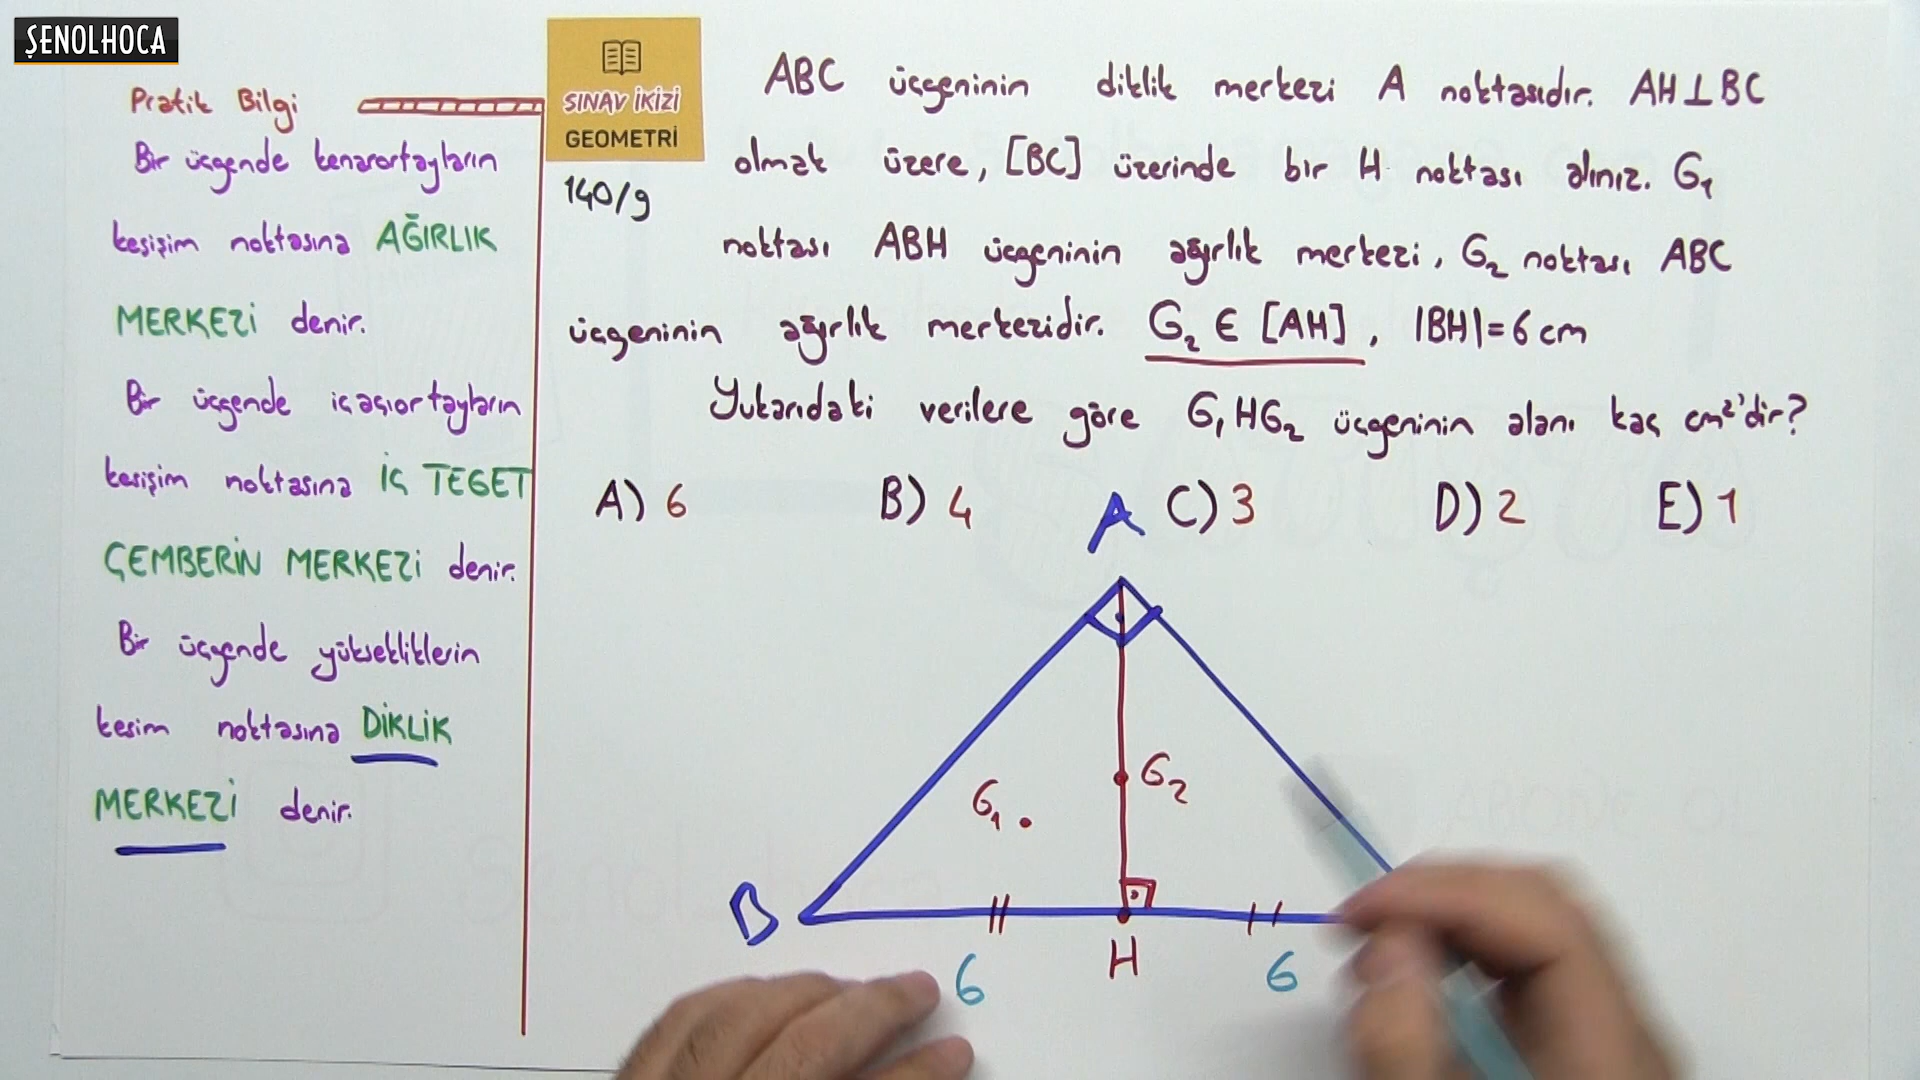 ŞENOLHOCA
Pratik Bilgi
Bir üçgende kenarortayların
kesişim noktasına AĞIRLIK
MERKEZİ denir.
Bir üçgende iç açıortayların
kesişim noktasına İÇ TEĞET
ÇEMBERİN MERKEZİ denir.
Bir üçgende yüksekliklerin
kesim noktasına DİKLİK
MERKEZİ denir.
SINAV İKİZİ
GEOMETRİ
140/9
ABC üçgeninin diklik merkezi A noktasıdır. AH⊥BC
olmak üzere, [BC] üzerinde bir H noktası alınız. G₁
noktası ABH üçgeninin ağırlık merkezi, G₂ noktası ABC
üçgeninin ağırlık merkezidir. G₂ ∈ [AH], |BH|=6 cm
Yukarıdaki verilere göre G₁HG₂ üçgeninin alanı kaç cm²'dir?
A) 6 B) 4 C) 3 D) 2 E) 1
A
G₂
G₁
B
H
6 6